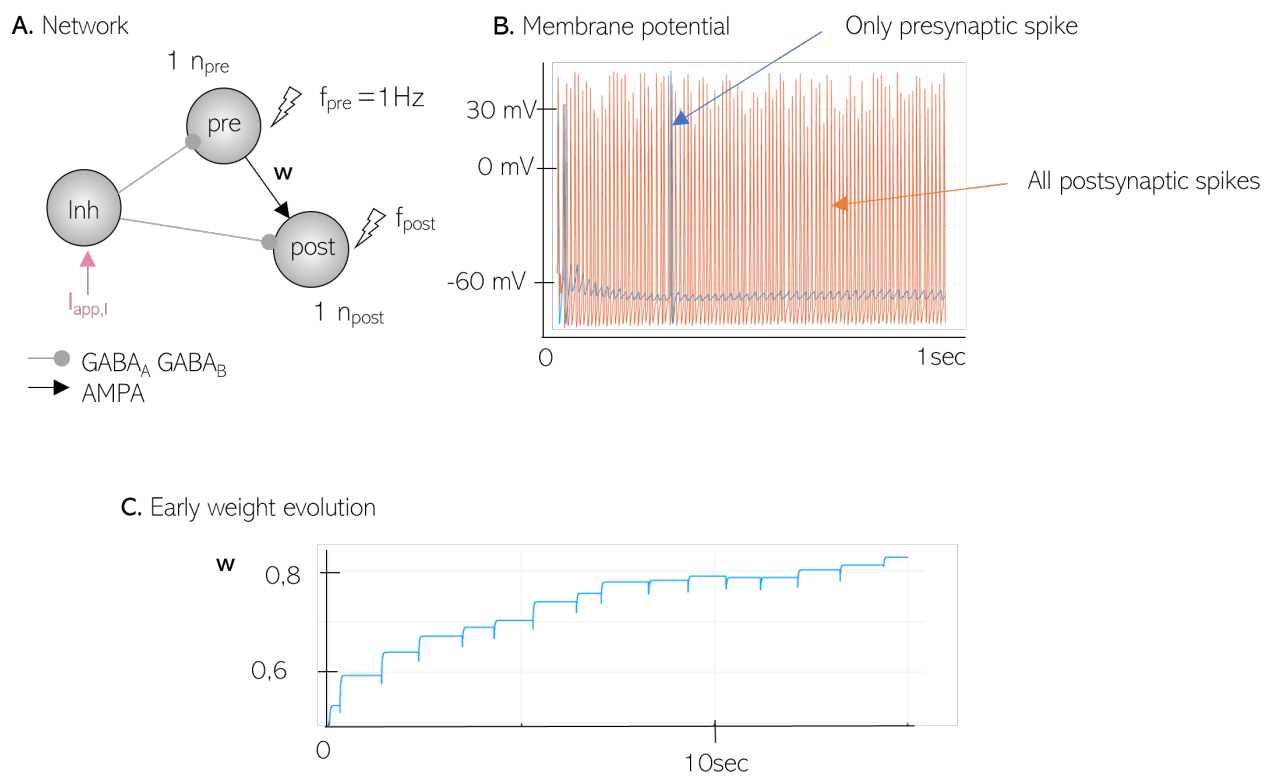 A. Network
1 npre
fpre = 1Hz
pre
w
Inh
fpost
post
Iapp,I
1 npost
GABAA GABAB
AMPA
B. Membrane potential
Only presynaptic spike
30 mV
0 mV
-60 mV
All postsynaptic spikes
0
1sec
C. Early weight evolution
w
0,8
0,6
0
10sec